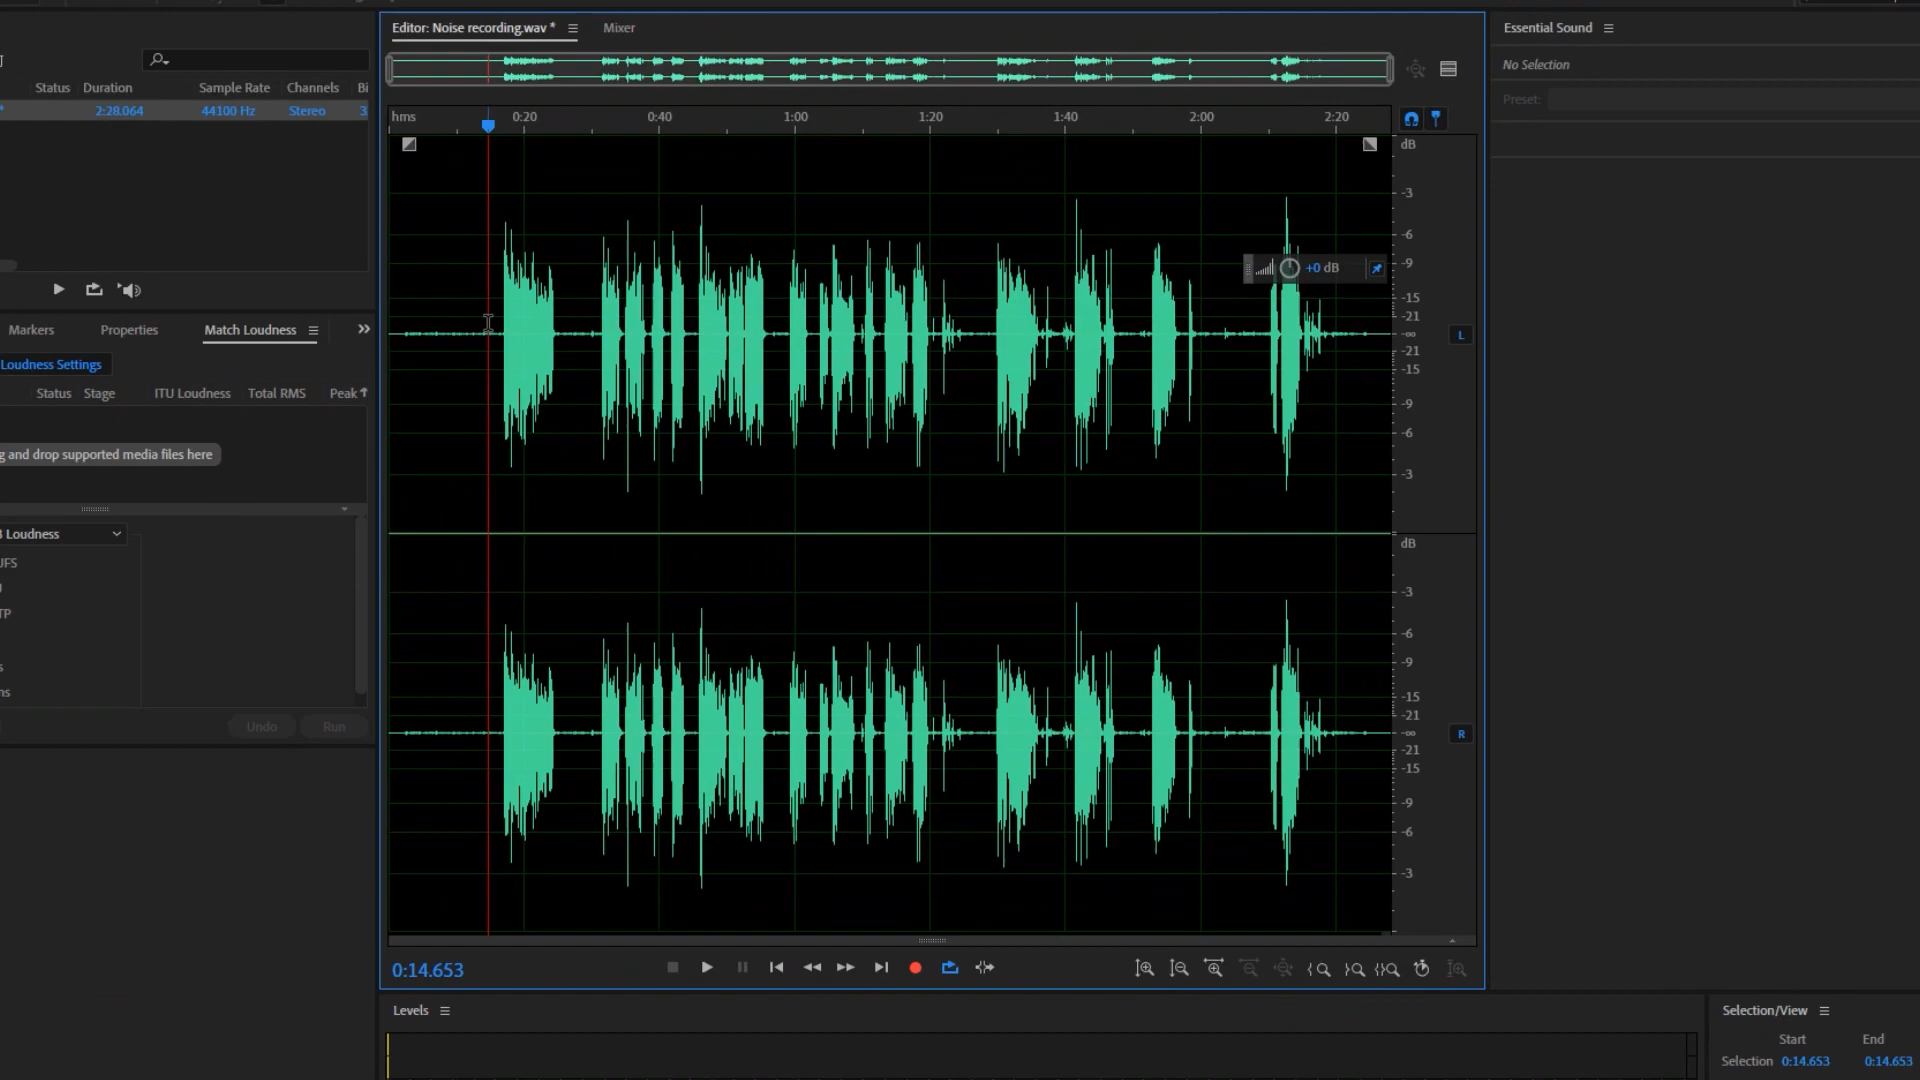 Editor: Noise recording.wav *
Mixer
Essential Sound
No Selection
Preset:
Status Duration Sample Rate Channels Bi
* 2:28.064 44100 Hz Stereo 3
hms 0:20 0:40 1:00 1:20 1:40 2:00 2:20
dB
-3
-6
-9
-15
-21
-∞
-21
-15
-9
-6
-3
+0 dB
L
Markers Properties Match Loudness
Loudness Settings
Status Stage ITU Loudness Total RMS Peak
g and drop supported media files here
Loudness
UFS
TP
s
ns
Undo Run
dB
-3
-6
-9
-15
-21
-∞
-21
-15
-9
-6
-3
R
0:14.653
Levels
Selection/View
Start End
Selection 0:14.653 0:14.653